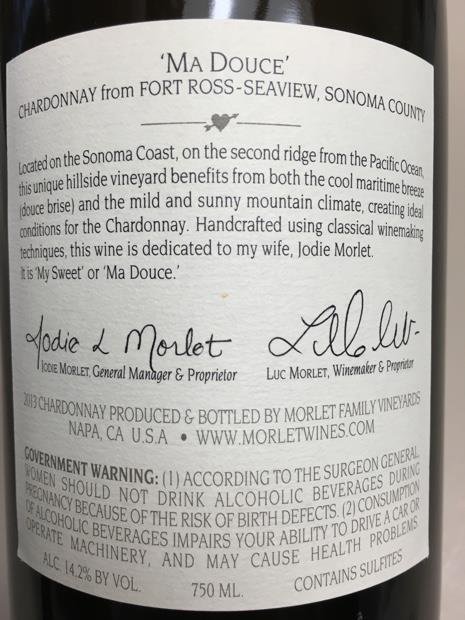 'MA DOUCE'
CHARDONNAY from FORT ROSS-SEAVIEW, SONOMA COUNTY
Located on the Sonoma Coast, on the second ridge from the Pacific Ocean,
this unique hillside vineyard benefits from both the cool maritime breeze
(douce brise) and the mild and sunny mountain climate, creating ideal
conditions for the Chardonnay. Handcrafted using classical winemaking
techniques, this wine is dedicated to my wife, Jodie Morlet.
It is 'My Sweet' or 'Ma Douce.'
Jodie L Morlet
JODIE MORLET, General Manager & Proprietor
LUC MORLET, Winemaker & Proprietor
2013 CHARDONNAY PRODUCED & BOTTLED BY MORLET FAMILY VINEYARDS
NAPA, CA U.S.A • WWW.MORLETWINES.COM
GOVERNMENT WARNING: (1) ACCORDING TO THE SURGEON GENERAL,
WOMEN SHOULD NOT DRINK ALCOHOLIC BEVERAGES DURING
PREGNANCY BECAUSE OF THE RISK OF BIRTH DEFECTS. (2) CONSUMPTION
OF ALCOHOLIC BEVERAGES IMPAIRS YOUR ABILITY TO DRIVE A CAR OR
OPERATE MACHINERY, AND MAY CAUSE HEALTH PROBLEMS
ALC. 14.2% BY VOL. 750 ML. CONTAINS SULFITES